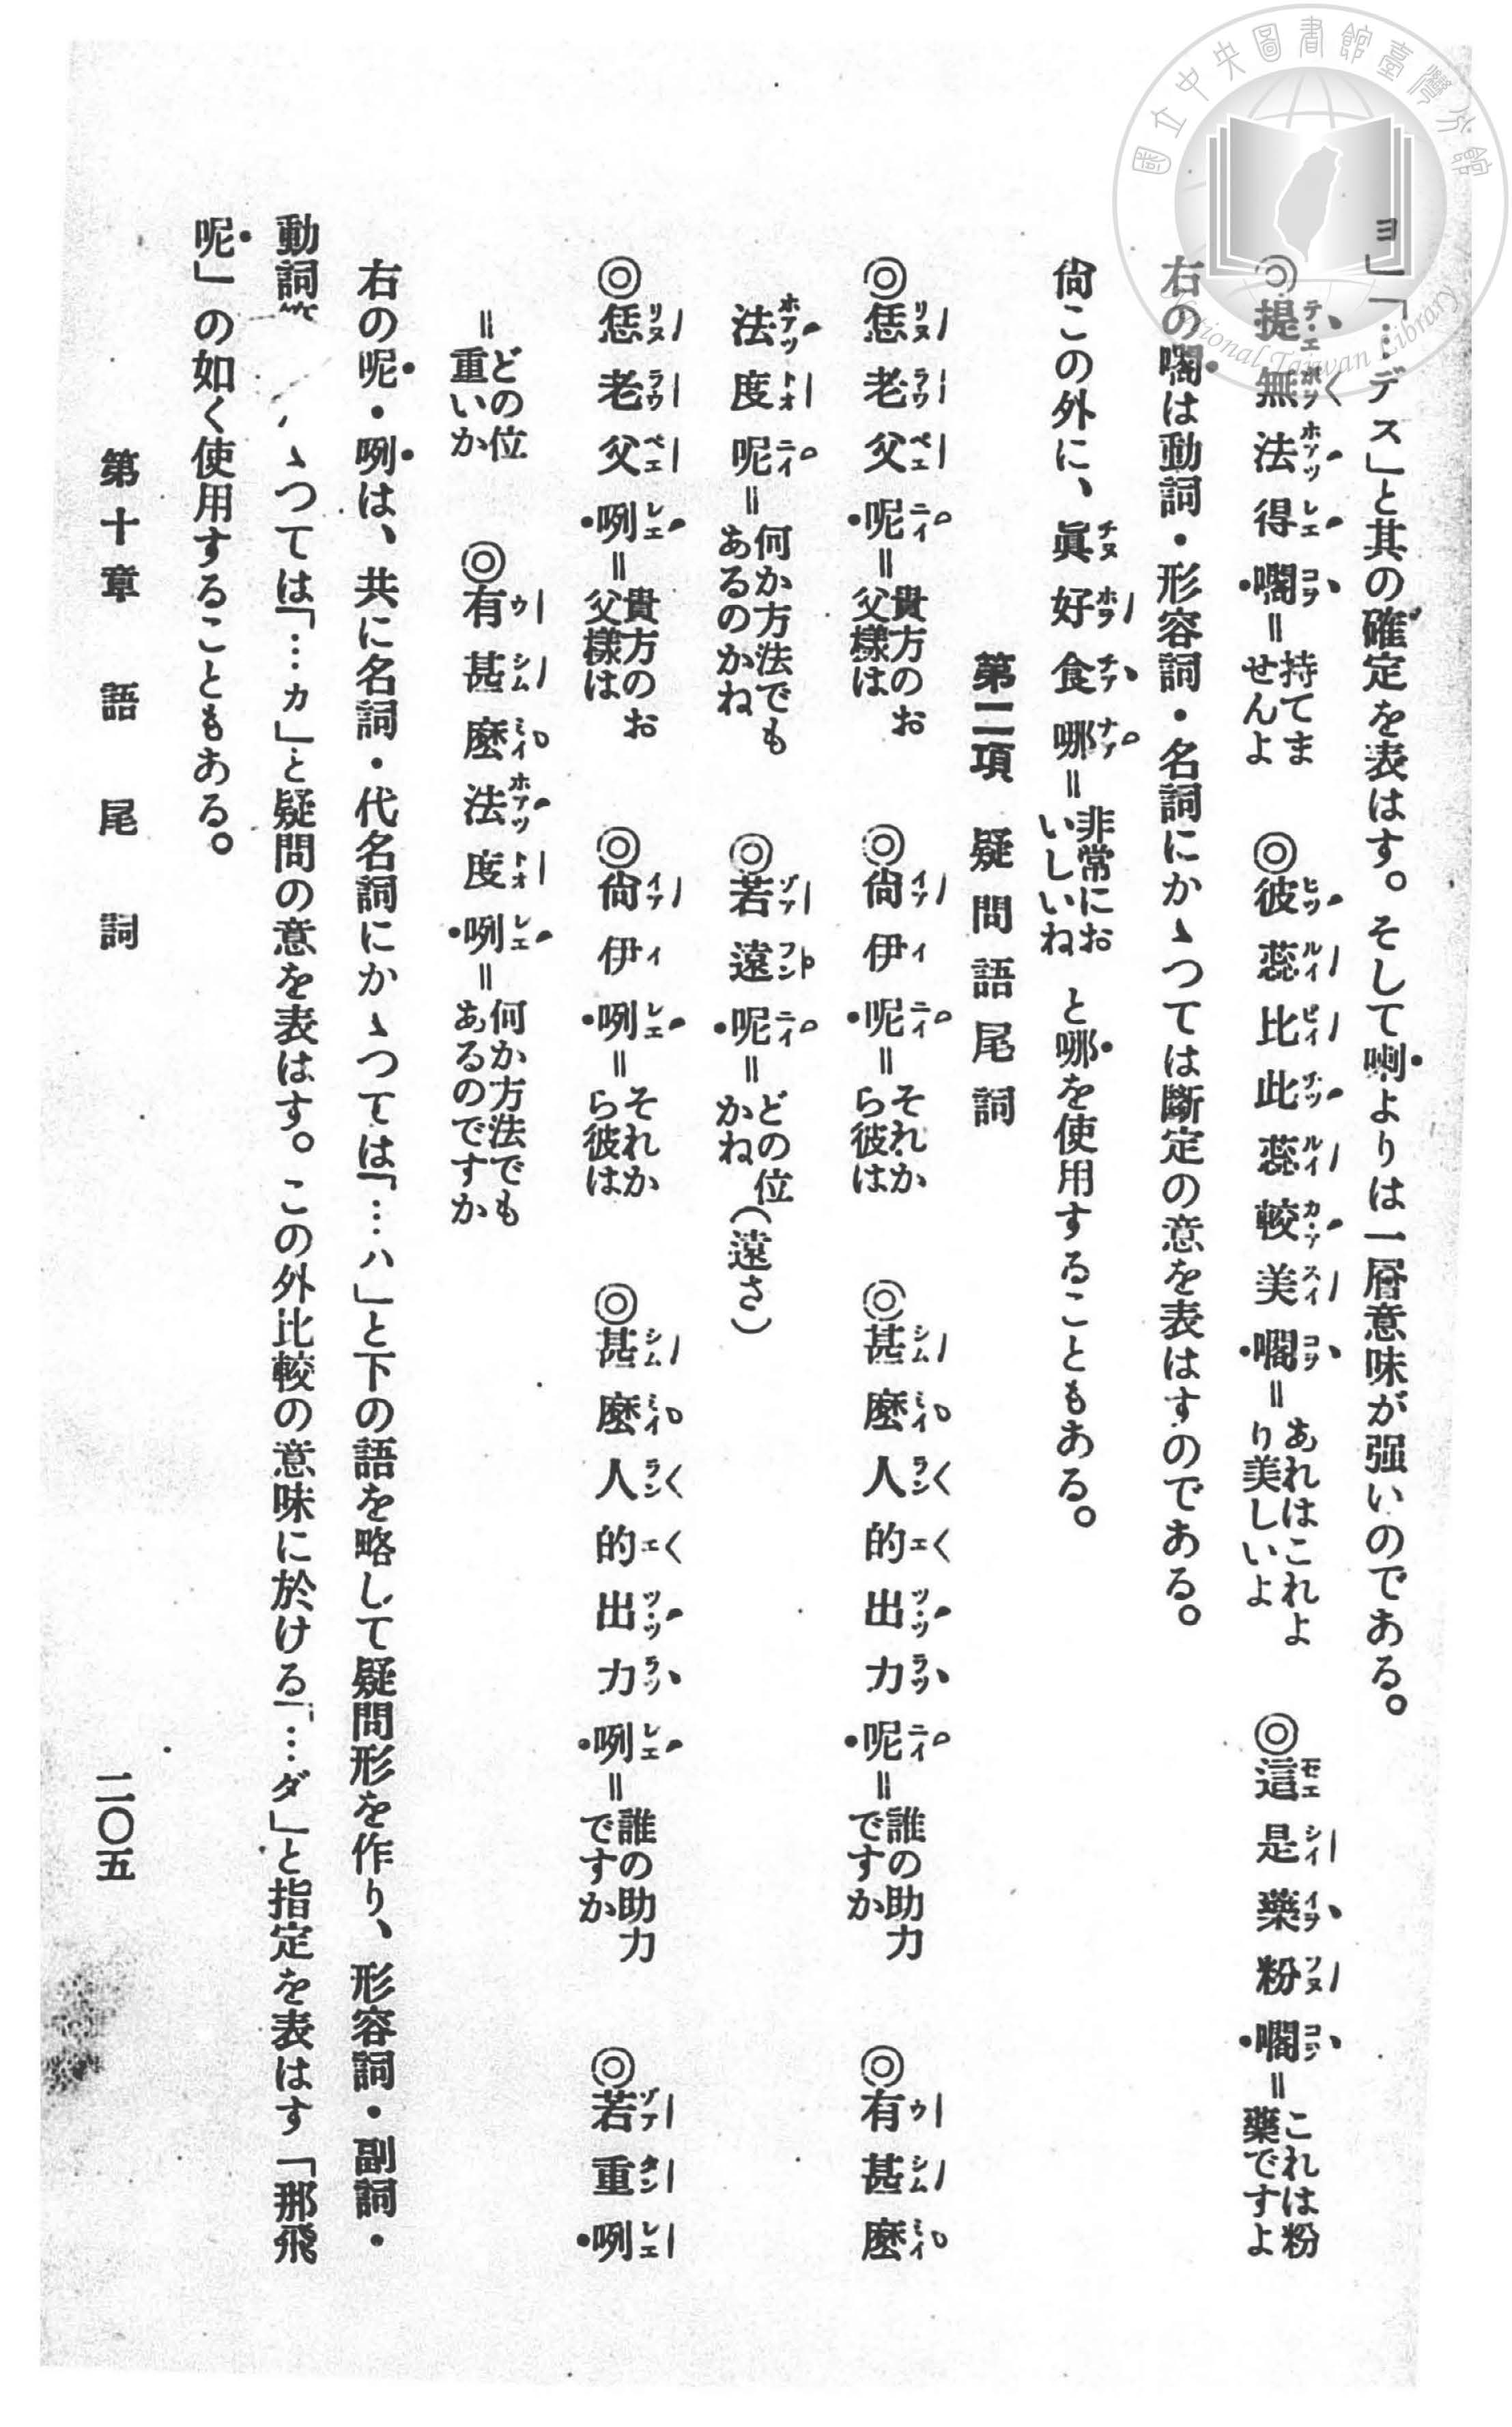 ヨ」「…デス」と其の確定を表はす。そして喇よりは一層意味が强いのである。
◎提無法得嘓＝持てませんよ　◎彼蕊比此蕊較美嘓＝あれはこれより美しいよ　◎這是藥粉嘓＝これは粉藥ですよ
右の嘓は動詞・形容詞・名詞にかゝつては斷定の意を表はすのである。
尙この外に、眞好食哪＝非常においしいね　と哪を使用することもある。
第二項　疑問語尾詞
◎恁老父呢＝貴方のお父樣は　◎尙伊呢＝それから彼は　◎甚麼人的出力呢＝誰の助力ですか　◎有甚麼
法度呢＝何か方法でもあるのかね　◎若遠呢＝どの位かね（遠さ）
◎恁老父咧＝貴方のお父樣は　◎尙伊咧＝それから彼は　◎甚麼人的出力咧＝誰の助力ですか　◎若重咧
＝どの位重いか　◎有甚麼法度咧＝何か方法でもあるのですか
右の呢・咧は、共に名詞・代名詞にかゝつては「…ハ」と下の語を略して疑問形を作り、形容詞・副詞・
動詞　ゝつては「…カ」と疑問の意を表はす。この外比較の意味に於ける「…ダ」と指定を表はす「那飛
呢」の如く使用することもある。
第十章　語尾詞　二〇五
國立中央圖書館臺灣分館
National Taiwan Library